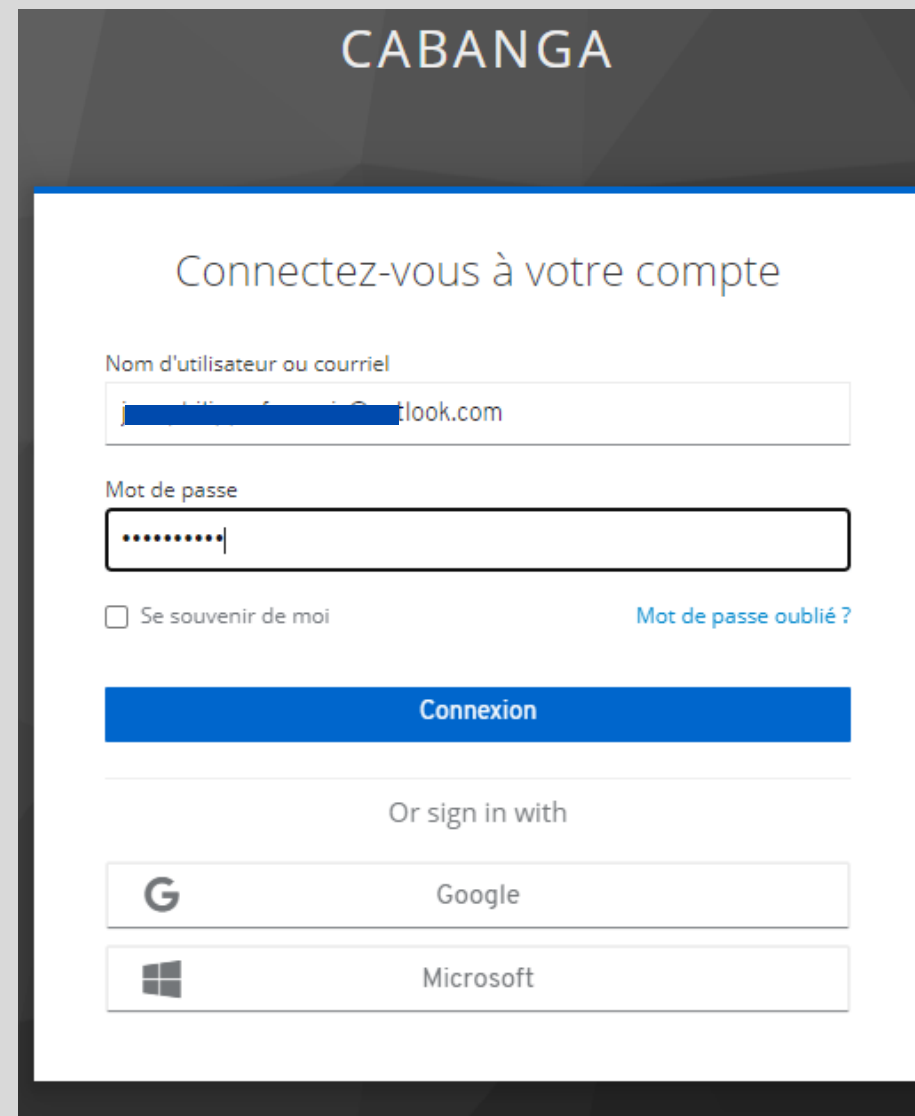 CABANGA
Connectez-vous à votre compte
Nom d'utilisateur ou courriel
tlook.com
Mot de passe
••••••••••
Se souvenir de moi
Mot de passe oublié ?
Connexion
Or sign in with
Google
Microsoft